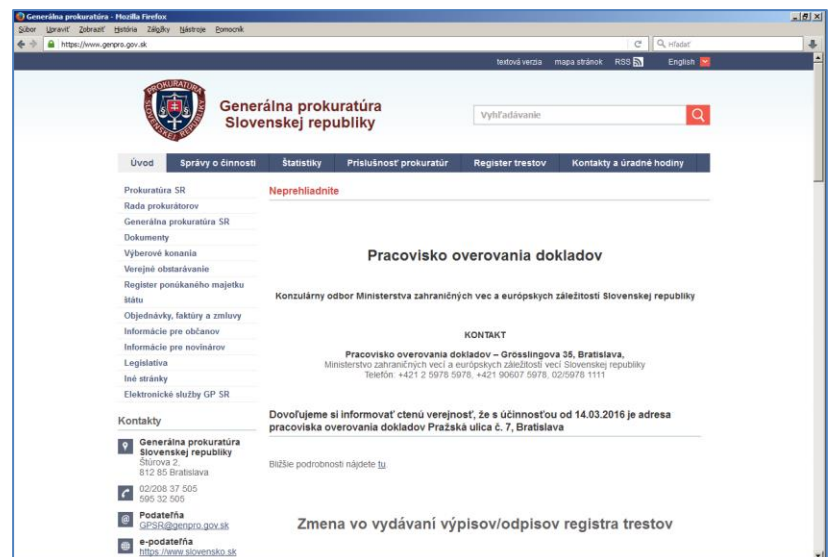 Generálna prokuratúra - Mozilla Firefox
Súbor Upraviť Zobraziť História Záložky Nástroje Pomocník
https://www.genpro.gov.sk
Hľadať
textová verzia mapa stránok RSS English
PROKURATÚRA
SLOVENSKEJ REPUBLIKY
Generálna prokuratúra
Slovenskej republiky
Vyhľadávanie
Úvod Správy o činnosti Štatistiky Príslušnosť prokuratúr Register trestov Kontakty a úradné hodiny
Prokuratúra SR
Rada prokurátorov
Generálna prokuratúra SR
Dokumenty
Výberové konania
Verejné obstarávanie
Register ponúkaného majetku
štátu
Objednávky, faktúry a zmluvy
Informácie pre občanov
Informácie pre novinárov
Legislatíva
Iné stránky
Elektronické služby GP SR
Kontakty
Generálna prokuratúra
Slovenskej republiky
Štúrova 2,
812 85 Bratislava
02/208 37 505
595 32 505
Podateľňa
GPSR@genpro.gov.sk
e-podateľňa
https://www.slovensko.sk
Neprehliadnite
Pracovisko overovania dokladov
Konzulárny odbor Ministerstva zahraničných vec a európskych záležitostí Slovenskej republiky
KONTAKT
Pracovisko overovania dokladov – Grösslingova 35, Bratislava,
Ministerstvo zahraničných vecí a európskych záležitostí vecí Slovenskej republiky
Telefón: +421 2 5978 5978, +421 90607 5978, 02/5978 1111
Dovoľujeme si informovať ctenú verejnosť, že s účinnosťou od 14.03.2016 je adresa
pracoviska overovania dokladov Pražská ulica č. 7, Bratislava
Bližšie podrobnosti nájdete tu.
Zmena vo vydávaní výpisov/odpisov registra trestov